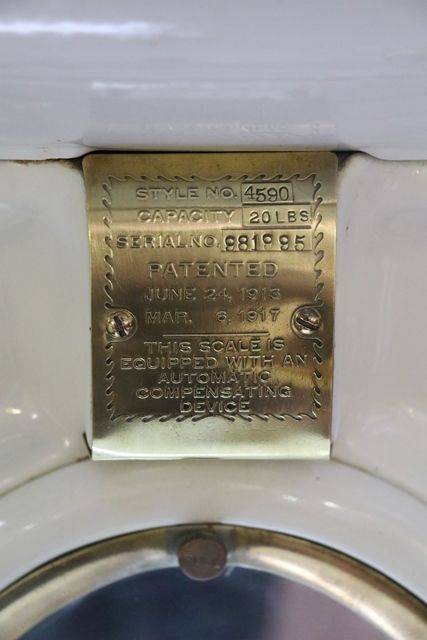 STYLE NO. 4590
CAPACITY 20 LBS
SERIAL NO. 981995
PATENTED
JUNE 24, 1913
MAR. 6, 1917
THIS SCALE IS
EQUIPPED WITH AN
AUTOMATIC
COMPENSATING
DEVICE